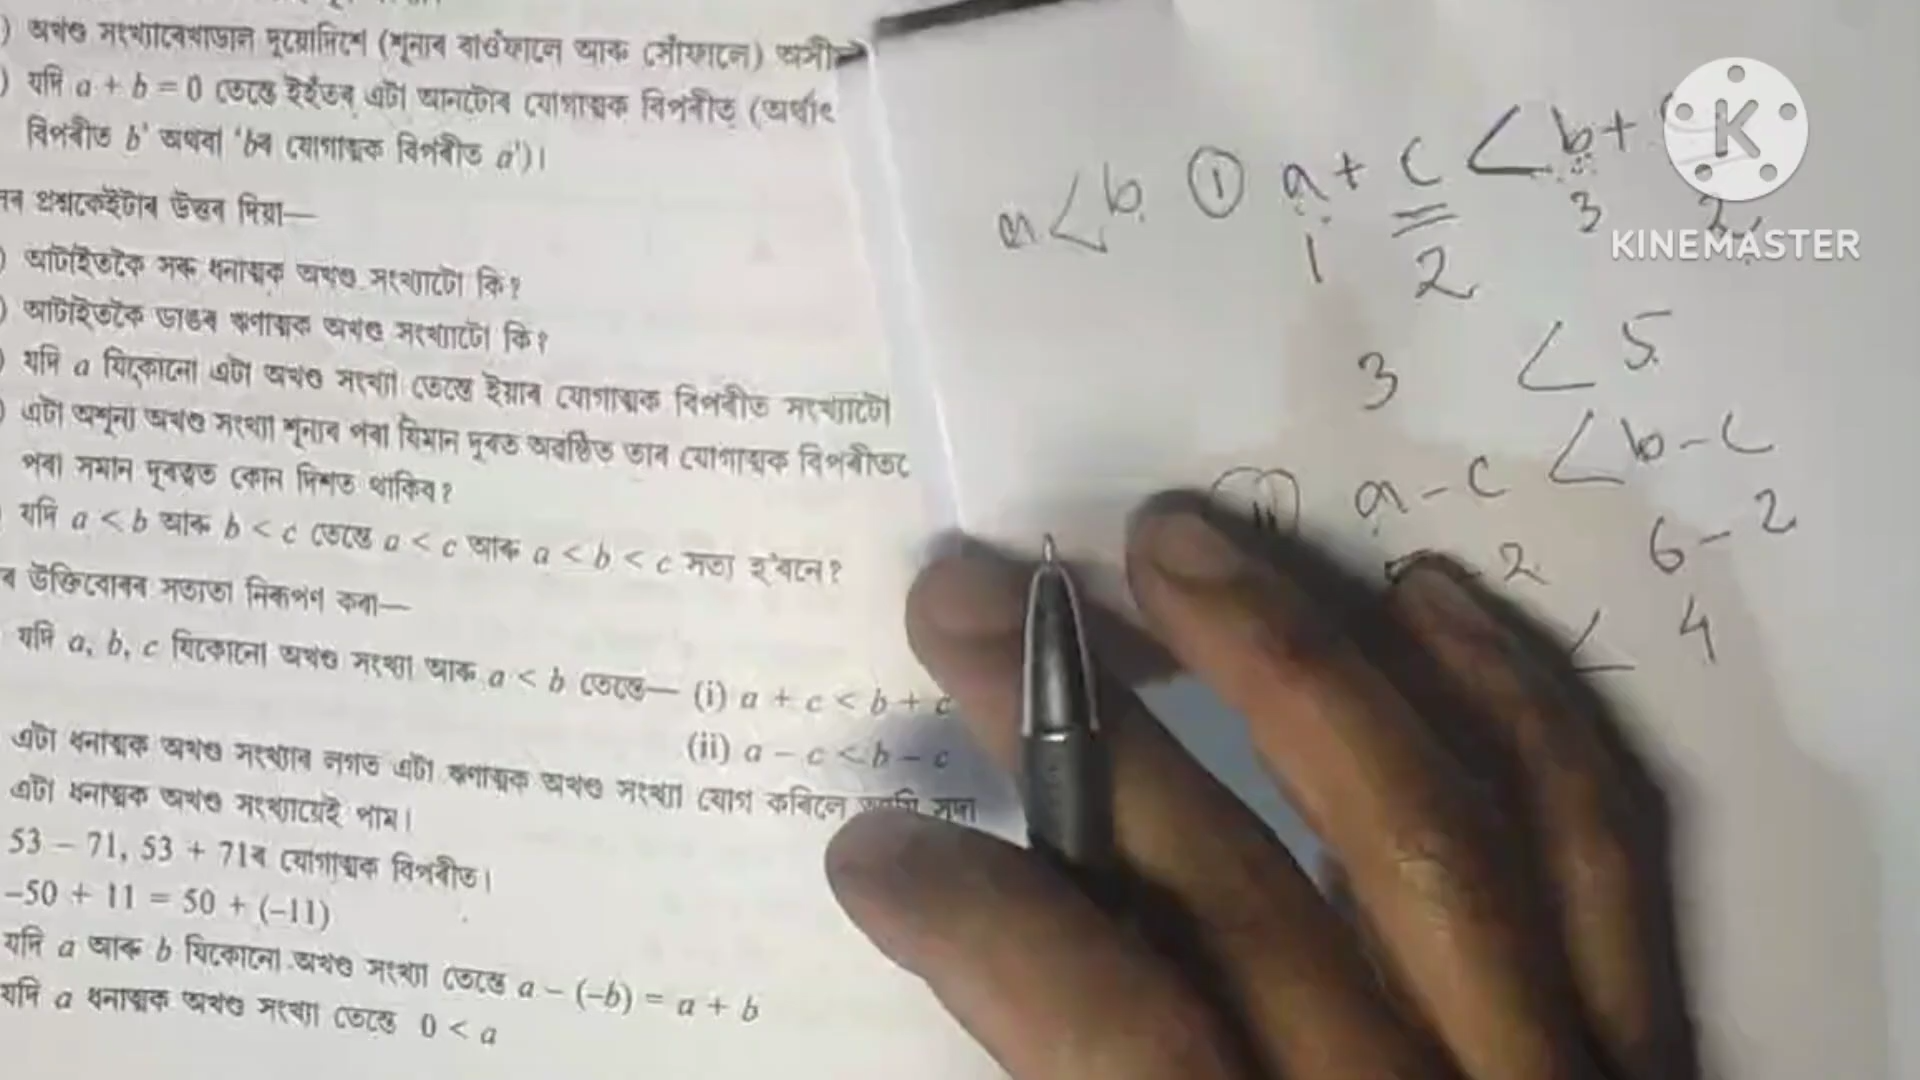 ) অখণ্ড সংখ্যাৰেখাডাল দুয়োদিশে (শূন্যৰ বাওঁফালে আৰু সোঁফালে)
) যদি a + b = 0 তেন্তে ইহঁতৰ এটা আনটোৰ যোগাত্মক বিপৰীত (অৰ্থাৎ
বিপৰীত b' অথবা 'bৰ যোগাত্মক বিপৰীত a')।
প্ৰশ্নকেইটাৰ উত্তৰ দিয়া—
) আটাইতকৈ সৰু ধনাত্মক অখণ্ড সংখ্যাটো কি?
) আটাইতকৈ ডাঙৰ ঋণাত্মক অখণ্ড সংখ্যাটো কি?
) যদি a যিকোনো এটা অখণ্ড সংখ্যা তেন্তে ইয়াৰ যোগাত্মক বিপৰীত সংখ্যাটো
) এটা অশূন্য অখণ্ড সংখ্যা শূন্যৰ পৰা যিমান দূৰত অৱস্থিত তাৰ যোগাত্মক
পৰা সমান দূৰত্বত কোন দিশত থাকিব?
যদি a < b আৰু b < c তেন্তে a < c আৰু a < b < c সত্য হ'বনে?
ৰ উক্তিবোৰৰ সত্যতা নিৰূপণ কৰা—
যদি a, b, c যিকোনো অখণ্ড সংখ্যা আৰু a < b তেন্তে— (i) a + c < b + c
(ii) a – c < b – c
এটা ধনাত্মক অখণ্ড সংখ্যাৰ লগত এটা ঋণাত্মক অখণ্ড সংখ্যা যোগ কৰিলে
এটা ধনাত্মক অখণ্ড সংখ্যায়েই পাম।
53 – 71, 53 + 71ৰ যোগাত্মক বিপৰীত।
–50 + 11 = 50 + (–11)
যদি a আৰু b যিকোনো অখণ্ড সংখ্যা তেন্তে a – (–b) = a + b
যদি a ধনাত্মক অখণ্ড সংখ্যা তেন্তে 0 < a
a < b (i) a + c < b +
1 2 3 2
3 < 5
(ii) a – c < b – c
– 2 6 – 2
< 4
K
KINEMASTER